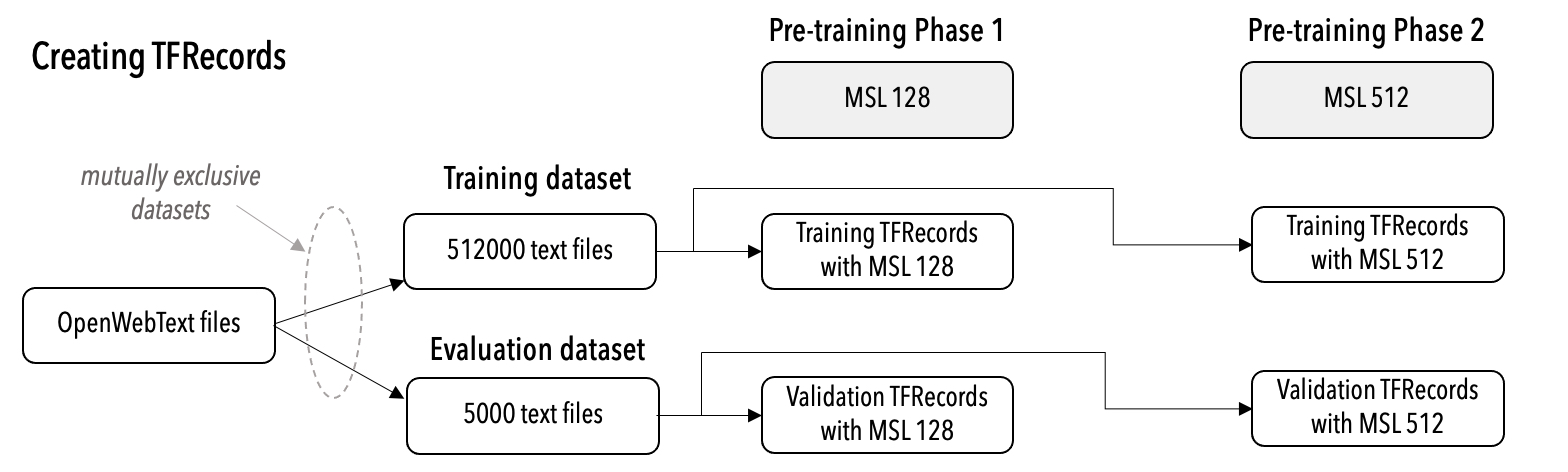 Creating TFRecords
Pre-training Phase 1
Pre-training Phase 2
MSL 128
MSL 512
mutually exclusive
datasets
Training dataset
512000 text files
Training TFRecords
with MSL 128
Training TFRecords
with MSL 512
OpenWebText files
Evaluation dataset
5000 text files
Validation TFRecords
with MSL 128
Validation TFRecords
with MSL 512